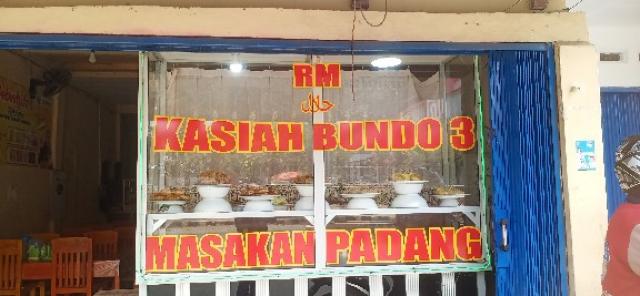 RM
حلال
KASIAH BUNDO 3
MASAKAN PADANG